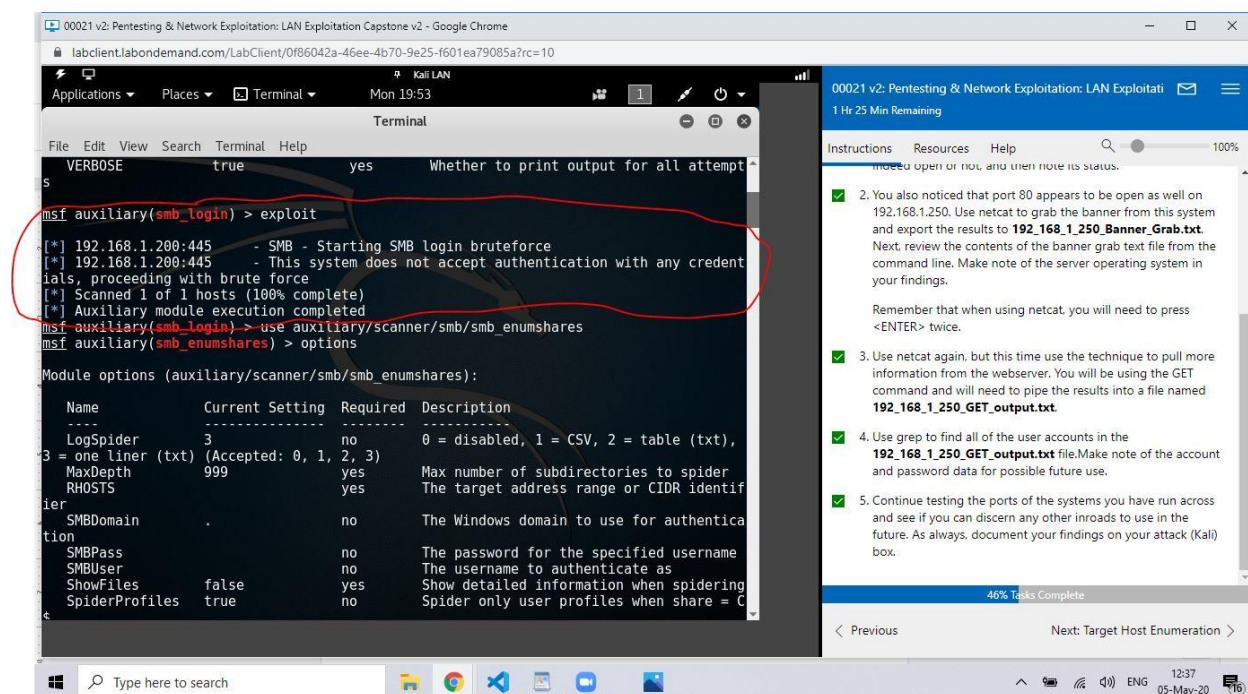 00021 v2: Pentesting & Network Exploitation: LAN Exploitation Capstone v2 - Google Chrome
labclient.labondemand.com/LabClient/0f86042a-46ee-4b70-9e25-f601ea79085a?rc=10
Kali LAN
Applications Places Terminal Mon 19:53 1
Terminal
File Edit View Search Terminal Help
VERBOSE true yes Whether to print output for all attempt
s
msf auxiliary(smb_login) > exploit
[*] 192.168.1.200:445 - SMB - Starting SMB login bruteforce
[*] 192.168.1.200:445 - This system does not accept authentication with any credent
ials, proceeding with brute force
[*] Scanned 1 of 1 hosts (100% complete)
[*] Auxiliary module execution completed
msf auxiliary(smb_login) > use auxiliary/scanner/smb/smb_enumshares
msf auxiliary(smb_enumshares) > options
Module options (auxiliary/scanner/smb/smb_enumshares):
Name Current Setting Required Description
---- --------------- -------- -----------
LogSpider 3 no 0 = disabled, 1 = CSV, 2 = table (txt),
3 = one liner (txt) (Accepted: 0, 1, 2, 3)
MaxDepth 999 yes Max number of subdirectories to spider
RHOSTS yes The target address range or CIDR identif
ier
SMBDomain . no The Windows domain to use for authentica
tion
SMBPass no The password for the specified username
SMBUser no The username to authenticate as
ShowFiles false yes Show detailed information when spidering
SpiderProfiles true no Spider only user profiles when share = C
$
00021 v2: Pentesting & Network Exploitation: LAN Exploitati
1 Hr 25 Min Remaining
Instructions Resources Help 100%
indeed open or not, and then note its status.
2. You also noticed that port 80 appears to be open as well on
192.168.1.250. Use netcat to grab the banner from this system
and export the results to 192_168_1_250_Banner_Grab.txt.
Next, review the contents of the banner grab text file from the
command line. Make note of the server operating system in
your findings.
Remember that when using netcat, you will need to press
<ENTER> twice.
3. Use netcat again, but this time use the technique to pull more
information from the webserver. You will be using the GET
command and will need to pipe the results into a file named
192_168_1_250_GET_output.txt.
4. Use grep to find all of the user accounts in the
192_168_1_250_GET_output.txt file.Make note of the account
and password data for possible future use.
5. Continue testing the ports of the systems you have run across
and see if you can discern any other inroads to use in the
future. As always, document your findings on your attack (Kali)
box.
46% Tasks Complete
< Previous Next: Target Host Enumeration >
Type here to search
ENG
12:37
05-May-20
16